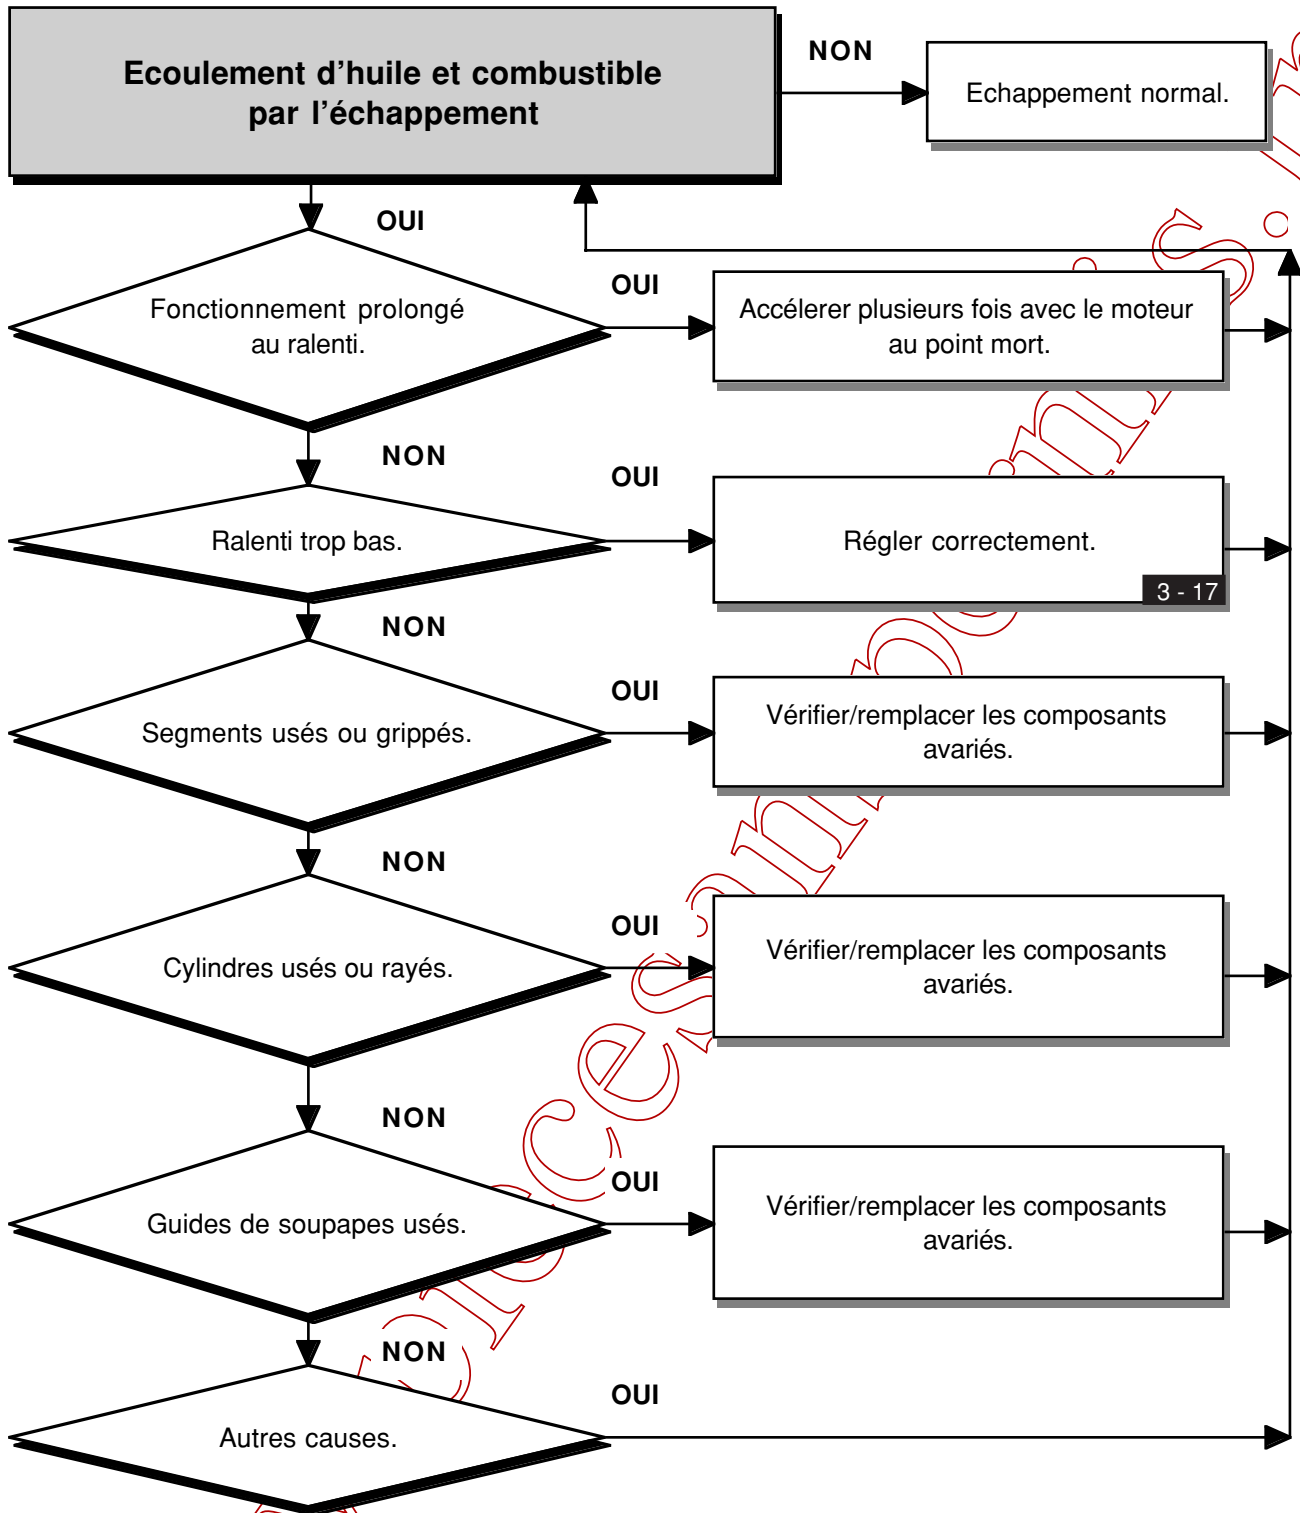 Ecoulement d'huile et combustible
par l'échappement
NON
Echappement normal.
OUI
Fonctionnement prolongé
au ralenti.
OUI
Accélerer plusieurs fois avec le moteur
au point mort.
NON
Ralenti trop bas.
OUI
Régler correctement.
3 - 17
NON
Segments usés ou grippés.
OUI
Vérifier/remplacer les composants
avariés.
NON
Cylindres usés ou rayés.
OUI
Vérifier/remplacer les composants
avariés.
NON
Guides de soupapes usés.
OUI
Vérifier/remplacer les composants
avariés.
NON
Autres causes.
OUI